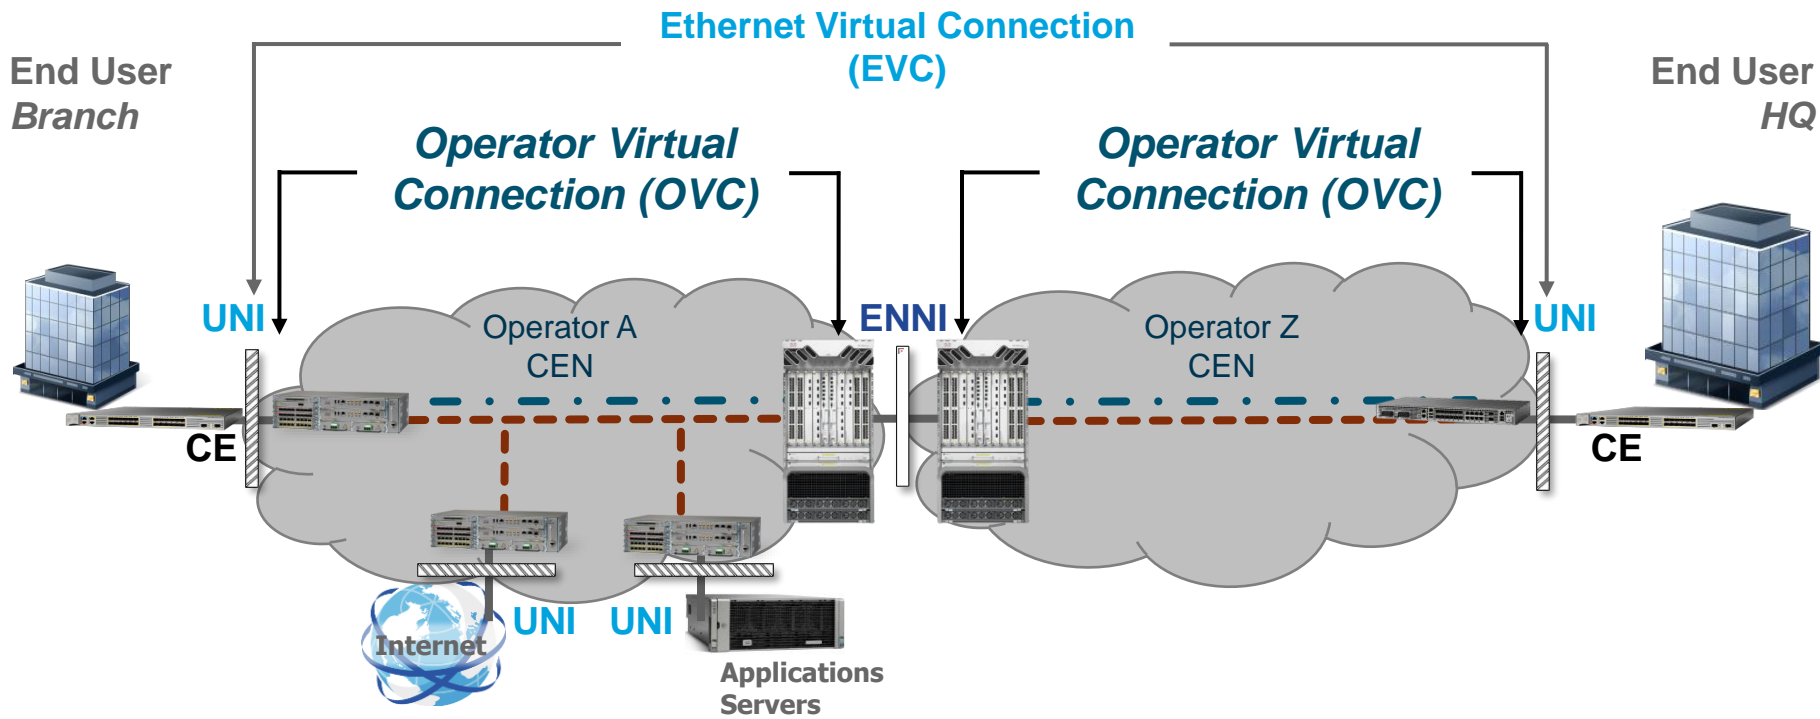 Ethernet Virtual Connection
(EVC)
End User
Branch
End User
HQ
Operator Virtual
Connection (OVC)
Operator Virtual
Connection (OVC)
UNI
Operator A
CEN
ENNI
Operator Z
CEN
UNI
CE
CE
UNI
UNI
Internet
Applications
Servers